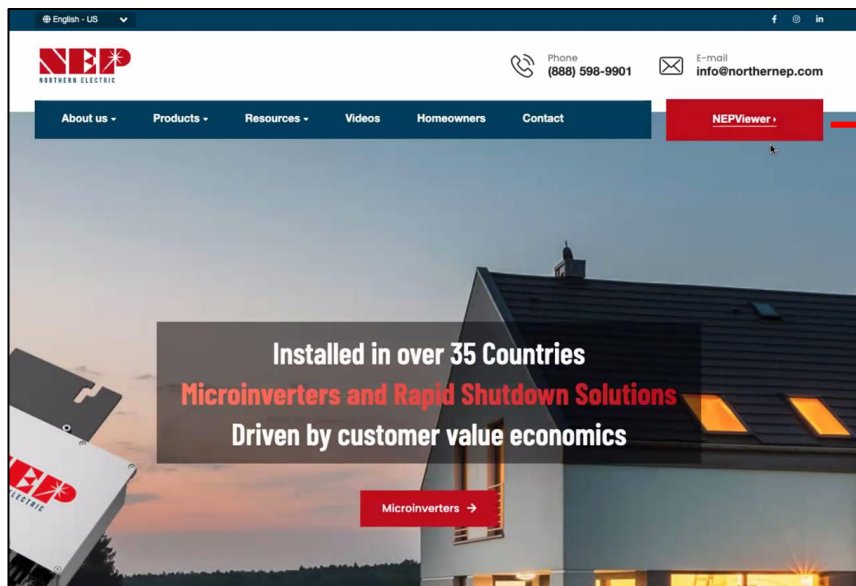 English - US
NEP
NORTHERN ELECTRIC
Phone
(888) 598-9901
E-mail
info@northernep.com
About us
Products
Resources
Videos
Homeowners
Contact
NEPViewer
Installed in over 35 Countries
Microinverters and Rapid Shutdown Solutions
Driven by customer value economics
NEP
ELECTRIC
Microinverters →